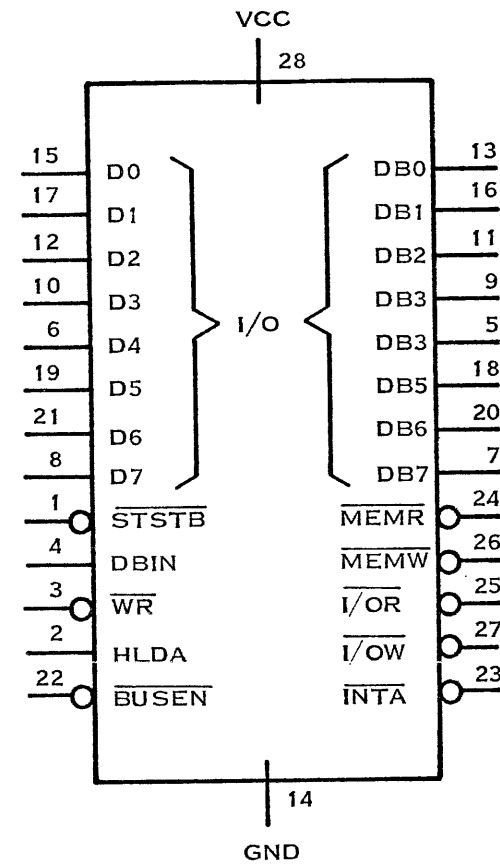 VCC
28
15 D0 DB0 13
17 D1 DB1 16
12 D2 DB2 11
10 D3 DB3 9
I/O
6 D4 DB3 5
19 D5 DB5 18
21 D6 DB6 20
8 D7 DB7 7
1 STSTB MEMR 24
4 DBIN MEMW 26
3 WR I/OR 25
2 HLDA I/OW 27
22 BUSEN INTA 23
14
GND